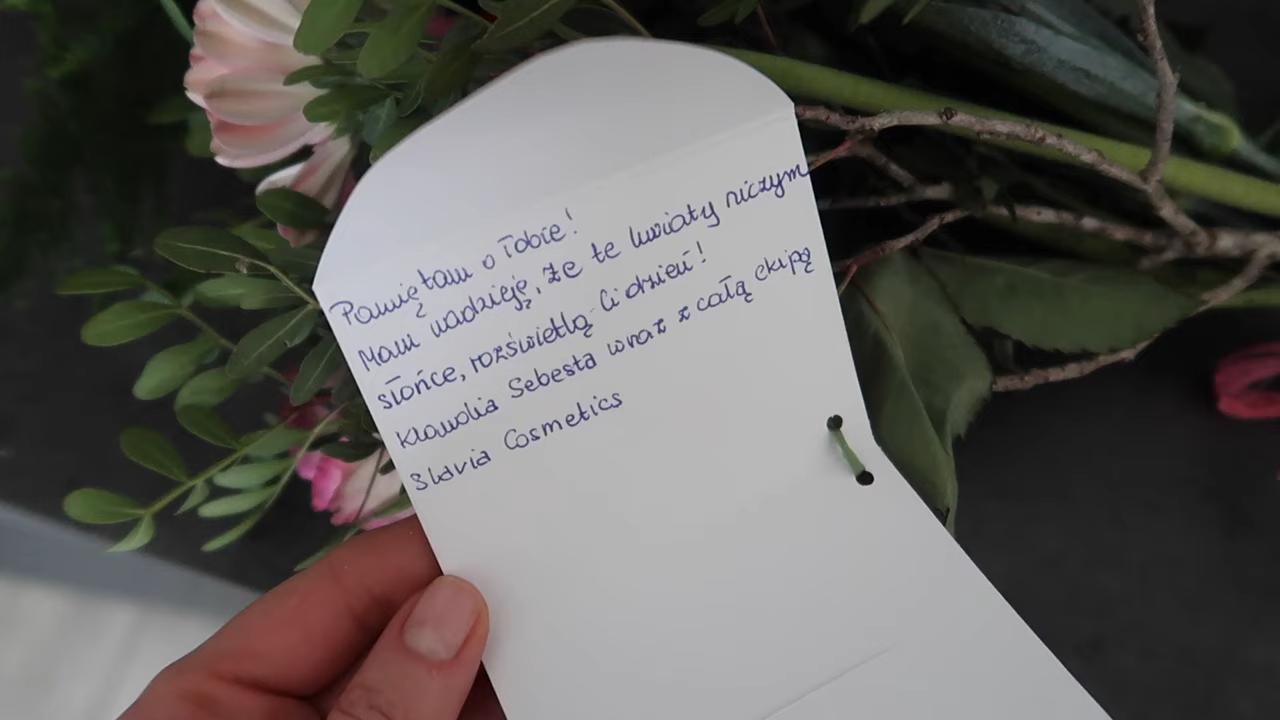 Pamiętam o Tobie!
Mam nadzieję, że te kwiaty niczym
słońce, rozświetlą Ci dzień!
Klaudia Sebesta wraz z całą ekipą
Slavia Cosmetics